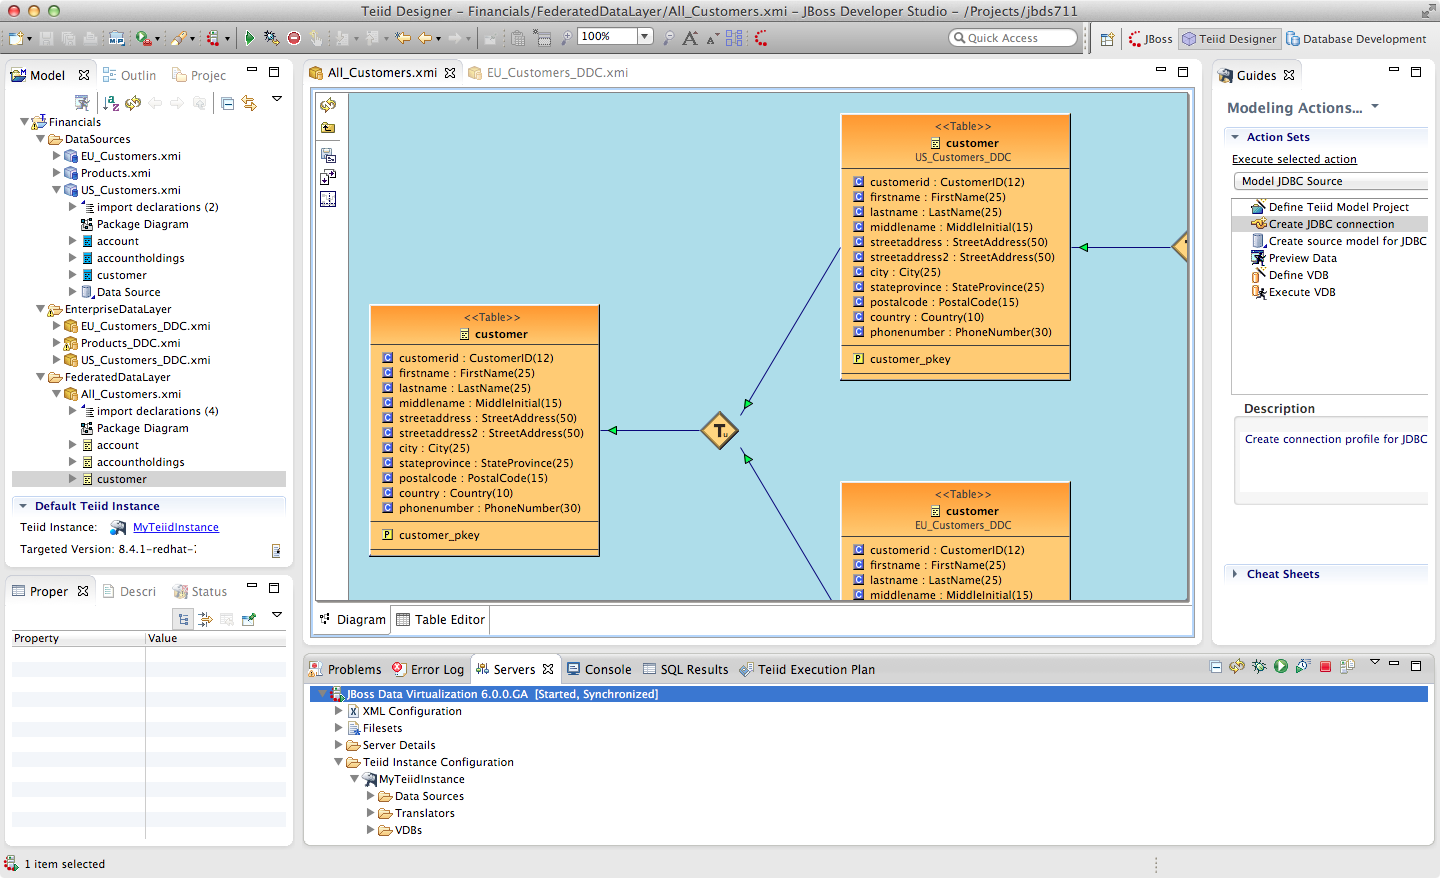 Teiid Designer – Financials/FederatedDataLayer/All_Customers.xmi – JBoss Developer Studio – /Projects/jbds711
100%
Quick Access
JBoss
Teiid Designer
Database Development
Model
Outlin
Projec
Financials
DataSources
EU_Customers.xmi
Products.xmi
US_Customers.xmi
import declarations (2)
Package Diagram
account
accountholdings
customer
Data Source
EnterpriseDataLayer
EU_Customers_DDC.xmi
Products_DDC.xmi
US_Customers_DDC.xmi
FederatedDataLayer
All_Customers.xmi
import declarations (4)
Package Diagram
account
accountholdings
customer
Default Teiid Instance
Teiid Instance: MyTeiidInstance
Targeted Version: 8.4.1-redhat-
Proper
Descri
Status
Property Value
All_Customers.xmi
EU_Customers_DDC.xmi
<<Table>>
customer
customerid : CustomerID(12)
firstname : FirstName(25)
lastname : LastName(25)
middlename : MiddleInitial(15)
streetaddress : StreetAddress(50)
streetaddress2 : StreetAddress(50)
city : City(25)
stateprovince : StateProvince(25)
postalcode : PostalCode(15)
country : Country(10)
phonenumber : PhoneNumber(30)
customer_pkey
Tu
<<Table>>
customer
US_Customers_DDC
customerid : CustomerID(12)
firstname : FirstName(25)
lastname : LastName(25)
middlename : MiddleInitial(15)
streetaddress : StreetAddress(50)
streetaddress2 : StreetAddress(50)
city : City(25)
stateprovince : StateProvince(25)
postalcode : PostalCode(15)
country : Country(10)
phonenumber : PhoneNumber(30)
customer_pkey
<<Table>>
customer
EU_Customers_DDC
customerid : CustomerID(12)
firstname : FirstName(25)
lastname : LastName(25)
middlename : MiddleInitial(15)
Diagram
Table Editor
Guides
Modeling Actions...
Action Sets
Execute selected action
Model JDBC Source
Define Teiid Model Project
Create JDBC connection
Create source model for JDBC
Preview Data
Define VDB
Execute VDB
Description
Create connection profile for JDBC
Cheat Sheets
Problems
Error Log
Servers
Console
SQL Results
Teiid Execution Plan
JBoss Data Virtualization 6.0.0.GA [Started, Synchronized]
XML Configuration
Filesets
Server Details
Teiid Instance Configuration
MyTeiidInstance
Data Sources
Translators
VDBs
1 item selected